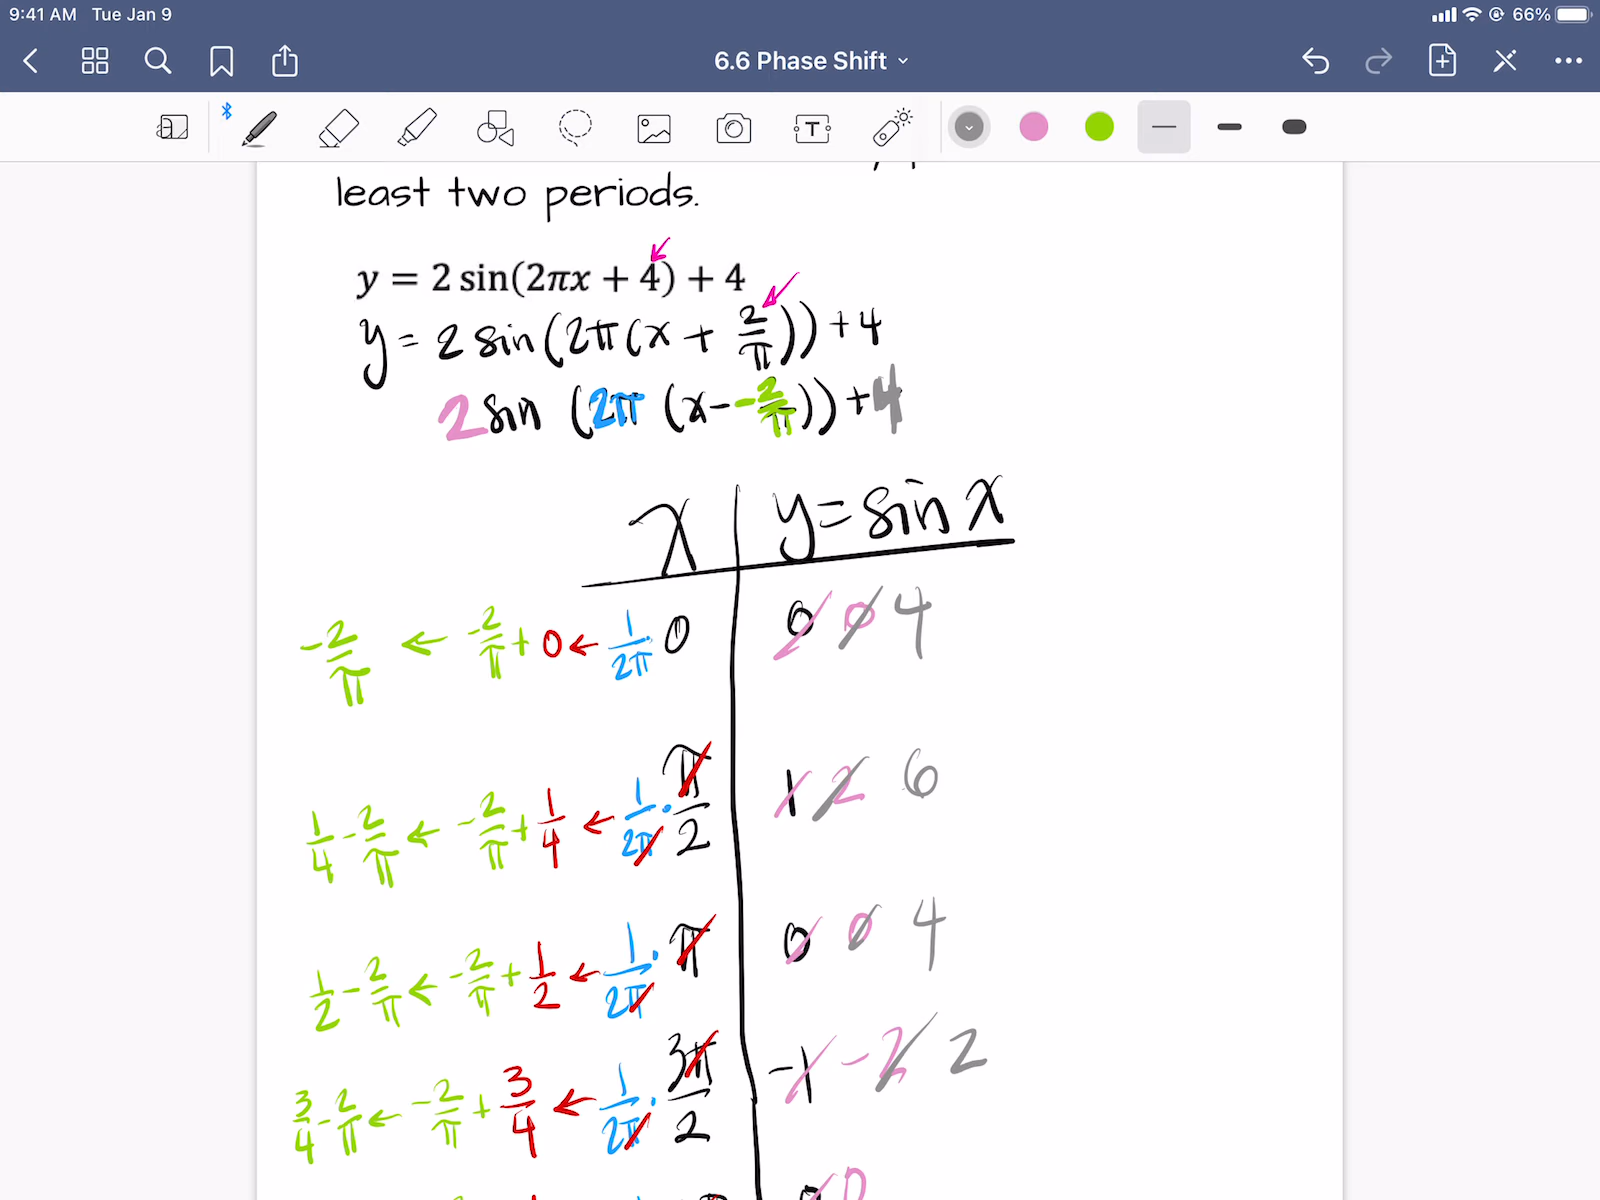 9:41 AM Tue Jan 9
66%
6.6 Phase Shift
T
least two periods.
y = 2 sin(2πx + 4) + 4
y = 2 sin(2π(x + 2/π)) + 4
2 sin (2π (x - -2/π)) + 4
x | y = sin x
-2/π ← -2/π + 0 ← 1/2π · 0 | 0 0 4
1/4 - 2/π ← -2/π + 1/4 ← 1/2π · π/2 | 1 2 6
1/2 - 2/π ← -2/π + 1/2 ← 1/2π · π | 0 0 4
3/4 - 2/π ← -2/π + 3/4 ← 1/2π · 3π/2 | -1 -2 2